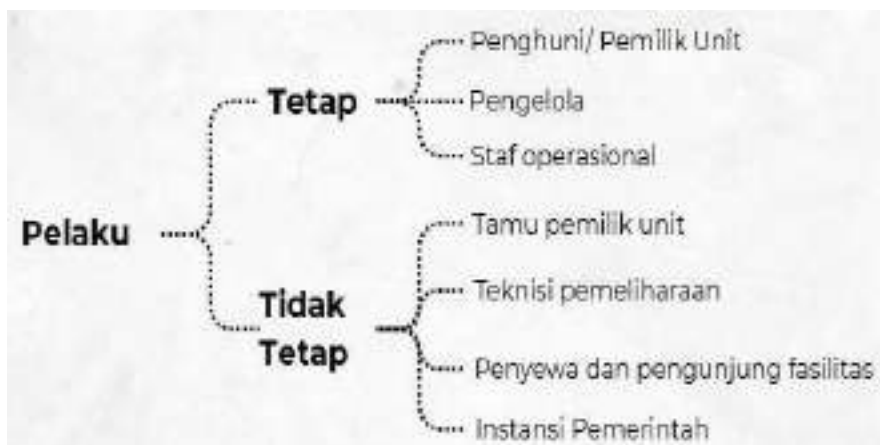 Pelaku
Tetap
Penghuni/ Pemilik Unit
Pengelola
Staf operasional
Tidak
Tetap
Tamu pemilik unit
Teknisi pemeliharaan
Penyewa dan pengunjung fasilitas
Instansi Pemerintah